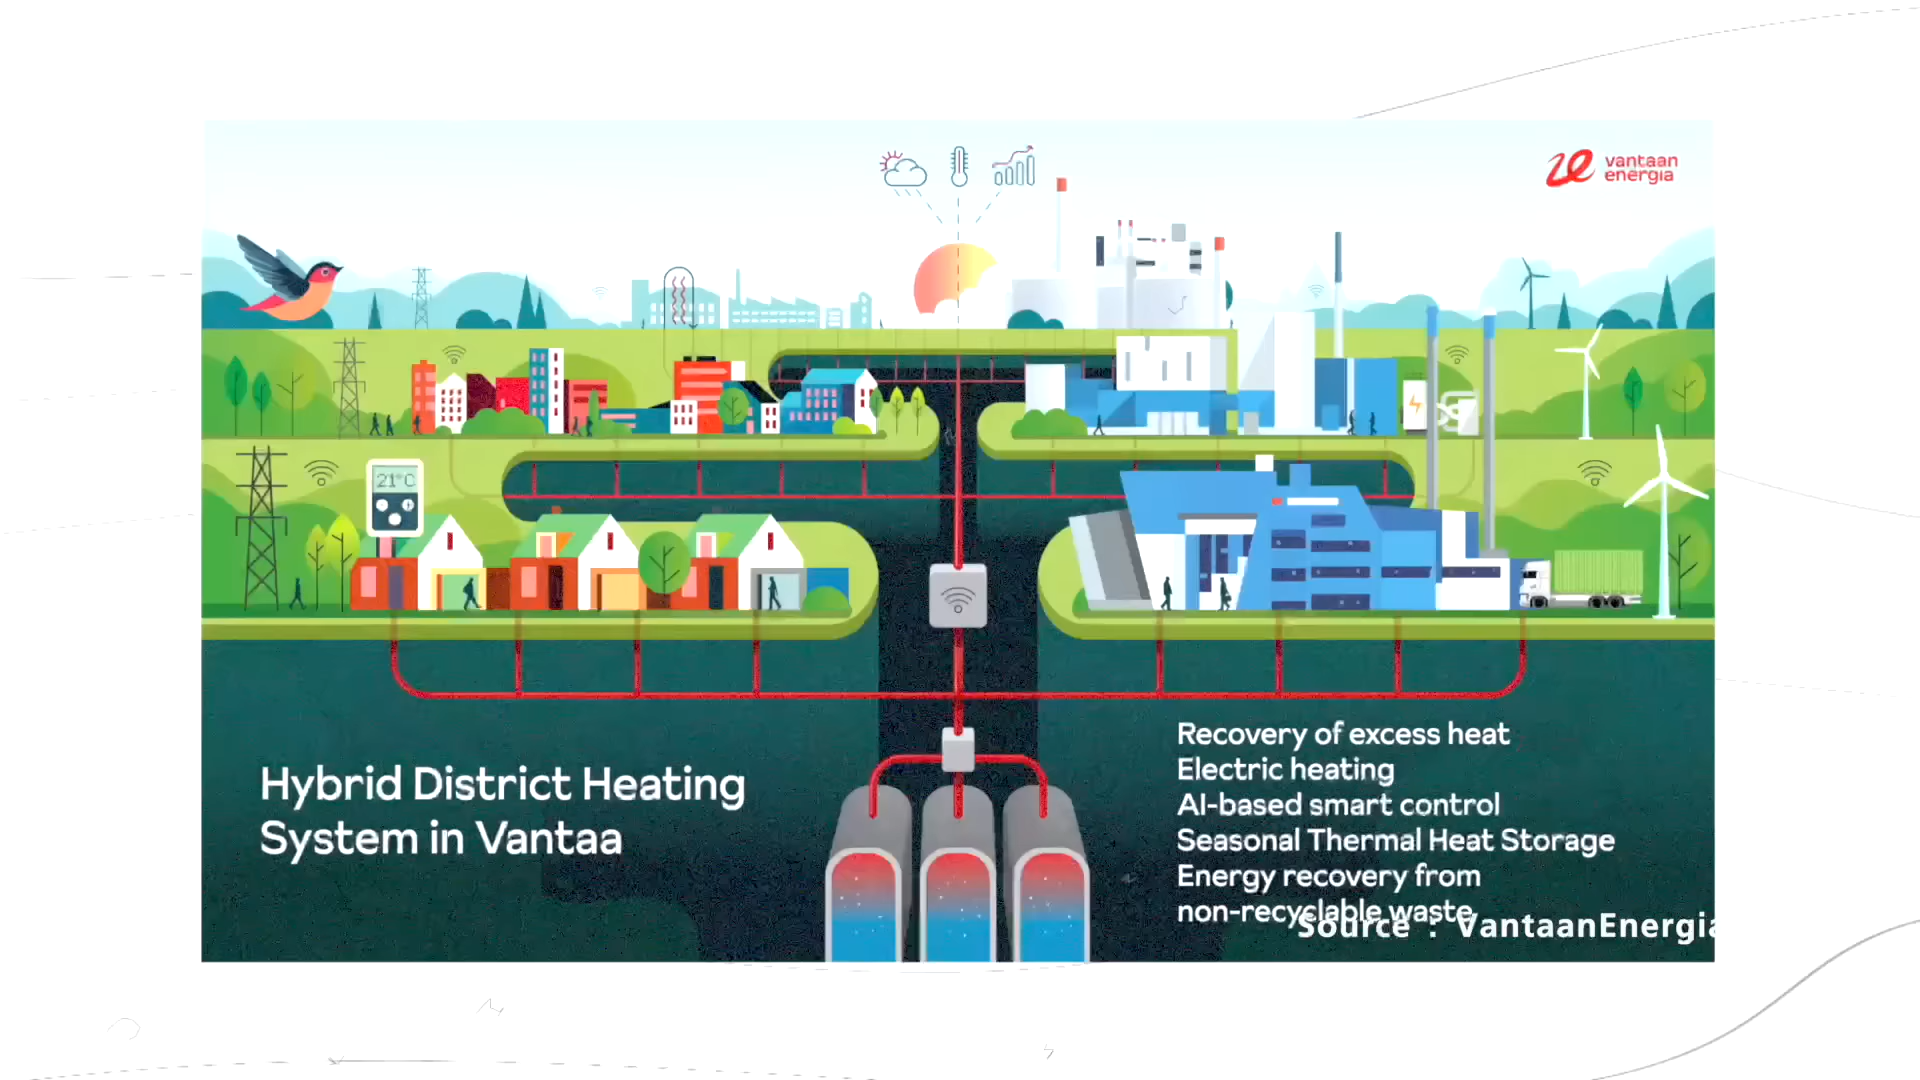 vantaan
energia
21°C
Hybrid District Heating
System in Vantaa
Recovery of excess heat
Electric heating
AI-based smart control
Seasonal Thermal Heat Storage
Energy recovery from
non-recyclable waste
Source : VantaanEnergia